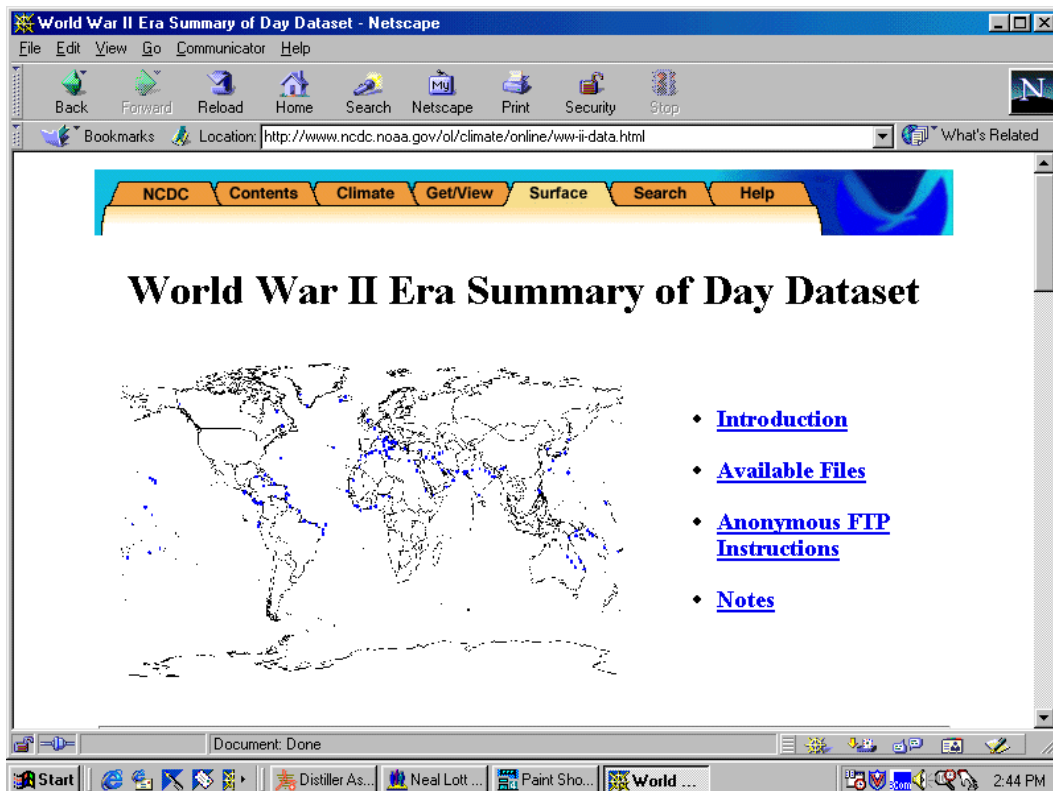 World War II Era Summary of Day Dataset - Netscape
File Edit View Go Communicator Help
My
N
Back Forward Reload Home Search Netscape Print Security Stop
Bookmarks Location: http://www.ncdc.noaa.gov/ol/climate/online/ww-ii-data.html What's Related
NCDC Contents Climate Get/View Surface Search Help
World War II Era Summary of Day Dataset
Introduction
Available Files
Anonymous FTP
Instructions
Notes
Document: Done
Start Distiller As... Neal Lott ... Paint Sho... World ... 2:44 PM